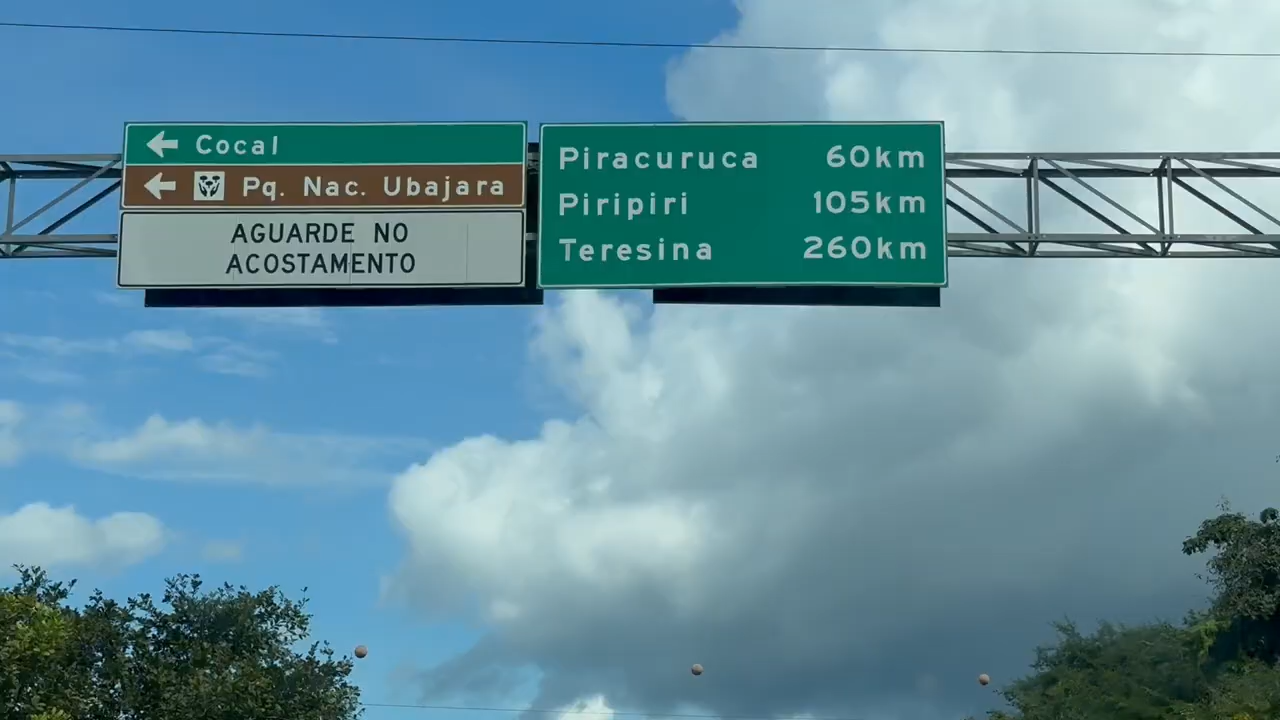 Cocal
Pq. Nac. Ubajara
AGUARDE NO
ACOSTAMENTO
Piracuruca 60km
Piripiri 105km
Teresina 260km